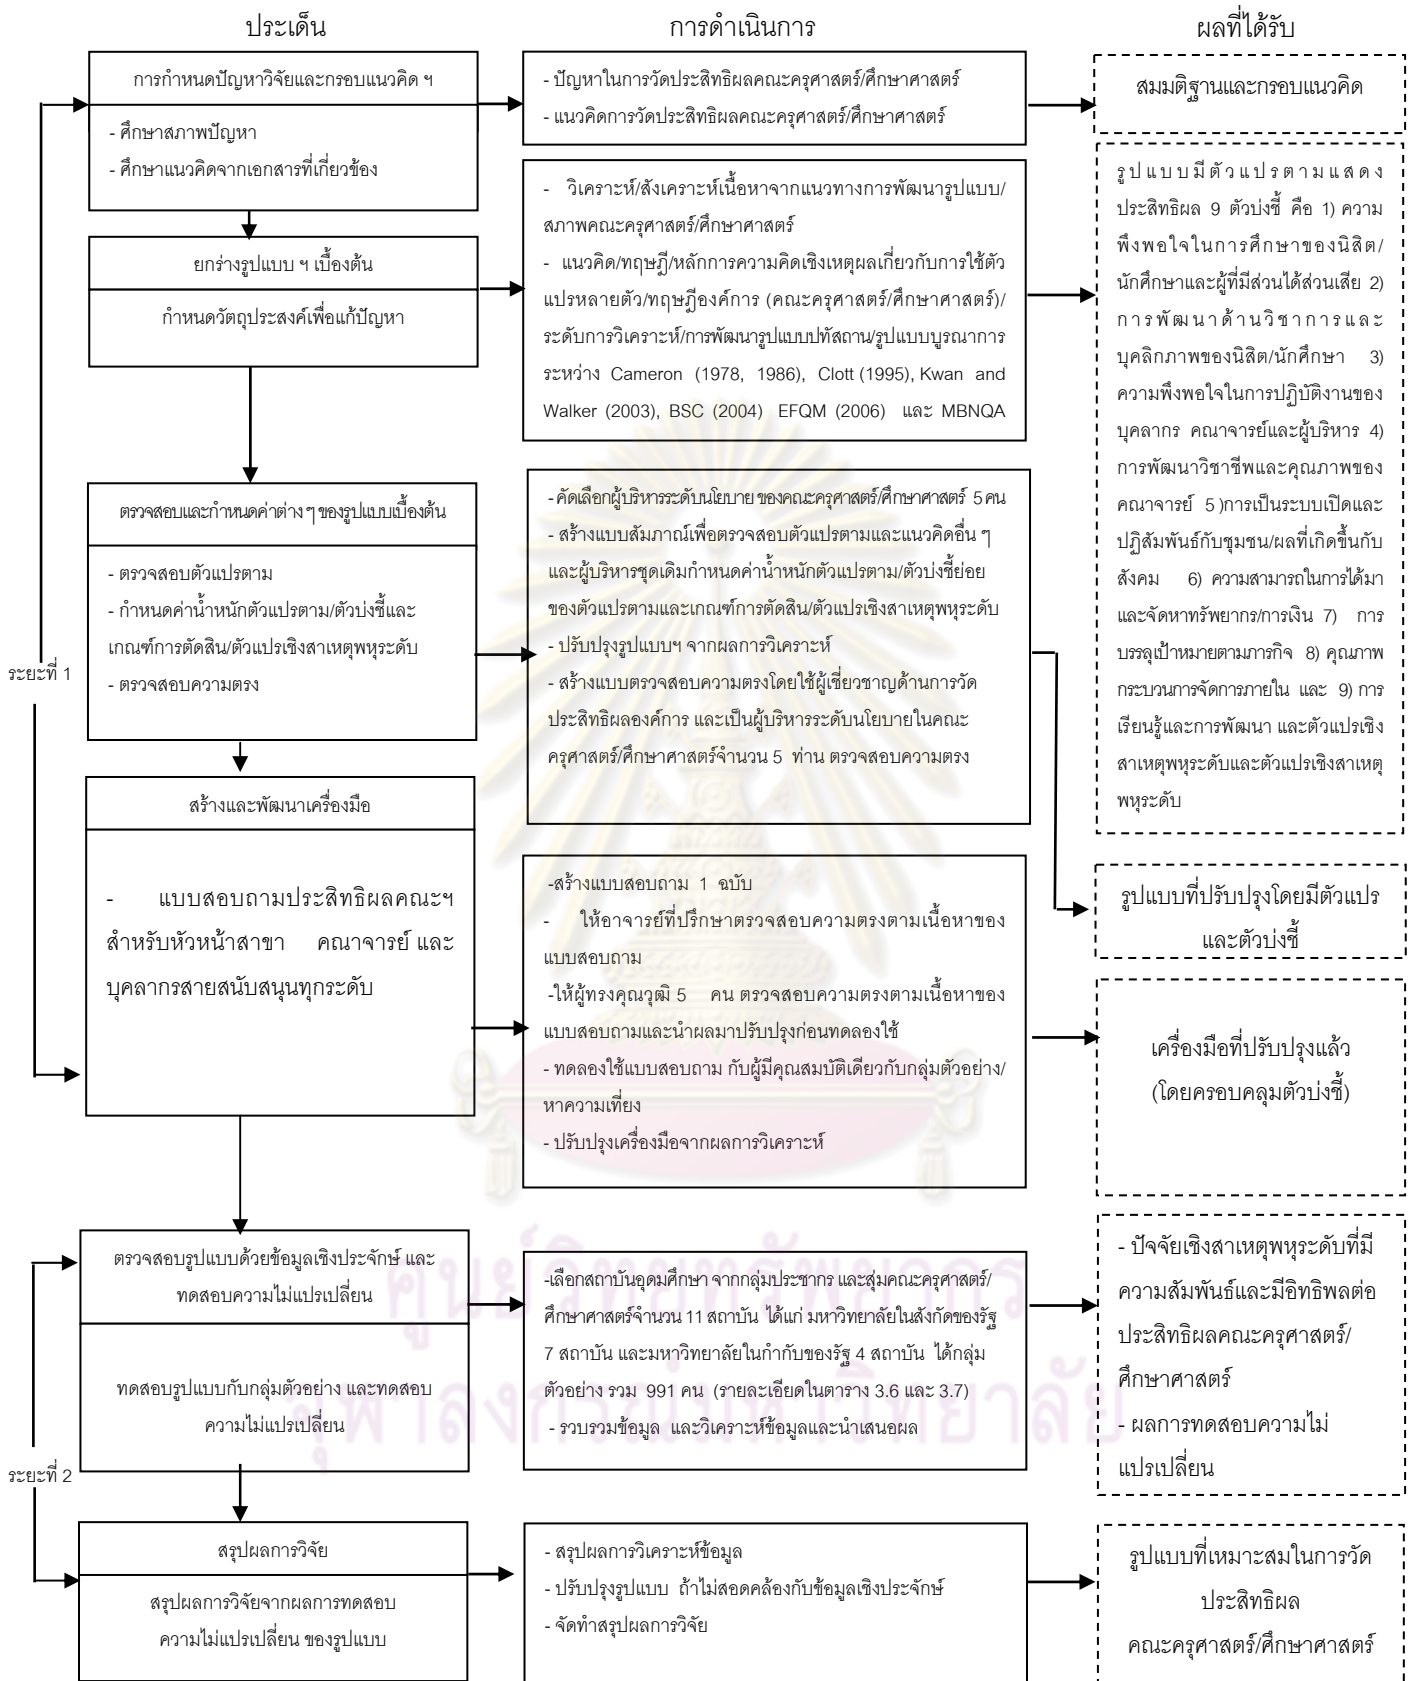 ประเด็น
การดำเนินการ
ผลที่ได้รับ
การกำหนดปัญหาวิจัยและกรอบแนวคิด ฯ
- ศึกษาสภาพปัญหา
- ศึกษาแนวคิดจากเอกสารที่เกี่ยวข้อง
- ปัญหาในการวัดประสิทธิผลคณะครุศาสตร์/ศึกษาศาสตร์
- แนวคิดการวัดประสิทธิผลคณะครุศาสตร์/ศึกษาศาสตร์
สมมติฐานและกรอบแนวคิด
ยกร่างรูปแบบ ฯ เบื้องต้น
กำหนดวัตถุประสงค์เพื่อแก้ปัญหา
- วิเคราะห์/สังเคราะห์เนื้อหาจากแนวทางการพัฒนารูปแบบ/
สภาพคณะครุศาสตร์/ศึกษาศาสตร์
- แนวคิด/ทฤษฎี/หลักการความคิดเชิงเหตุผลเกี่ยวกับการใช้ตัว
แปรหลายตัว/ทฤษฎีองค์การ (คณะครุศาสตร์/ศึกษาศาสตร์)/
ระดับการวิเคราะห์/การพัฒนารูปแบบปทัสถาน/รูปแบบบูรณาการ
ระหว่าง Cameron (1978, 1986), Clott (1995), Kwan and
Walker (2003), BSC (2004) EFQM (2006) และ MBNQA
รูปแบบมีตัวแปรตามแสดง
ประสิทธิผล 9 ตัวบ่งชี้ คือ 1) ความ
พึงพอใจในการศึกษาของนิสิต/
นักศึกษาและผู้ที่มีส่วนได้ส่วนเสีย 2)
การพัฒนาด้านวิชาการและ
บุคลิกภาพของนิสิต/นักศึกษา 3)
ความพึงพอใจในการปฏิบัติงานของ
บุคลากร คณาจารย์และผู้บริหาร 4)
การพัฒนาวิชาชีพและคุณภาพของ
คณาจารย์ 5 )การเป็นระบบเปิดและ
ปฏิสัมพันธ์กับชุมชน/ผลที่เกิดขึ้นกับ
สังคม 6) ความสามารถในการได้มา
และจัดหาทรัพยากร/การเงิน 7) การ
บรรลุเป้าหมายตามภารกิจ 8) คุณภาพ
กระบวนการจัดการภายใน และ 9) การ
เรียนรู้และการพัฒนา และตัวแปรเชิง
สาเหตุพหุระดับและตัวแปรเชิงสาเหตุ
พหุระดับ
ตรวจสอบและกำหนดค่าต่าง ๆ ของรูปแบบเบื้องต้น
- ตรวจสอบตัวแปรตาม
- กำหนดค่าน้ำหนักตัวแปรตาม/ตัวบ่งชี้และ
เกณฑ์การตัดสิน/ตัวแปรเชิงสาเหตุพหุระดับ
- ตรวจสอบความตรง
ระยะที่ 1
- คัดเลือกผู้บริหารระดับนโยบาย ของคณะครุศาสตร์/ศึกษาศาสตร์ 5 คน
- สร้างแบบสัมภาณ์เพื่อตรวจสอบตัวแปรตามและแนวคิดอื่น ๆ
และผู้บริหารชุดเดิมกำหนดค่าน้ำหนักตัวแปรตาม/ตัวบ่งชี้ย่อย
ของตัวแปรตามและเกณฑ์การตัดสิน/ตัวแปรเชิงสาเหตุพหุระดับ
- ปรับปรุงรูปแบบฯ จากผลการวิเคราะห์
- สร้างแบบตรวจสอบความตรงโดยใช้ผู้เชี่ยวชาญด้านการวัด
ประสิทธิผลองค์การ และเป็นผู้บริหารระดับนโยบายในคณะ
ครุศาสตร์/ศึกษาศาสตร์จำนวน 5 ท่าน ตรวจสอบความตรง
รูปแบบที่ปรับปรุงโดยมีตัวแปร
และตัวบ่งชี้
สร้างและพัฒนาเครื่องมือ
- แบบสอบถามประสิทธิผลคณะฯ
สำหรับหัวหน้าสาขา คณาจารย์ และ
บุคลากรสายสนับสนุนทุกระดับ
-สร้างแบบสอบถาม 1 ฉบับ
- ให้อาจารย์ที่ปรึกษาตรวจสอบความตรงตามเนื้อหาของ
แบบสอบถาม
-ให้ผู้ทรงคุณวุฒิ 5 คน ตรวจสอบความตรงตามเนื้อหาของ
แบบสอบถามและนำผลมาปรับปรุงก่อนทดลองใช้
- ทดลองใช้แบบสอบถาม กับผู้มีคุณสมบัติเดียวกับกลุ่มตัวอย่าง/
หาความเที่ยง
- ปรับปรุงเครื่องมือจากผลการวิเคราะห์
เครื่องมือที่ปรับปรุงแล้ว
(โดยครอบคลุมตัวบ่งชี้)
ตรวจสอบรูปแบบด้วยข้อมูลเชิงประจักษ์ และ
ทดสอบความไม่แปรเปลี่ยน
ทดสอบรูปแบบกับกลุ่มตัวอย่าง และทดสอบ
ความไม่แปรเปลี่ยน
-เลือกสถาบันอุดมศึกษา จากกลุ่มประชากร และสุ่มคณะครุศาสตร์/
ศึกษาศาสตร์จำนวน 11 สถาบัน ได้แก่ มหาวิทยาลัยในสังกัดของรัฐ
7 สถาบัน และมหาวิทยาลัยในกำกับของรัฐ 4 สถาบัน ได้กลุ่ม
ตัวอย่าง รวม 991 คน (รายละเอียดในตาราง 3.6 และ 3.7)
- รวบรวมข้อมูล และวิเคราะห์ข้อมูลและนำเสนอผล
- ปัจจัยเชิงสาเหตุพหุระดับที่มี
ความสัมพันธ์และมีอิทธิพลต่อ
ประสิทธิผลคณะครุศาสตร์/
ศึกษาศาสตร์
- ผลการทดสอบความไม่
แปรเปลี่ยน
ศูนย์วิทยทรัพยากร
จุฬาลงกรณ์มหาวิทยาลัย
ระยะที่ 2
สรุปผลการวิจัย
สรุปผลการวิจัยจากผลการทดสอบ
ความไม่แปรเปลี่ยน ของรูปแบบ
- สรุปผลการวิเคราะห์ข้อมูล
- ปรับปรุงรูปแบบ ถ้าไม่สอดคล้องกับข้อมูลเชิงประจักษ์
- จัดทำสรุปผลการวิจัย
รูปแบบที่เหมาะสมในการวัด
ประสิทธิผล
คณะครุศาสตร์/ศึกษาศาสตร์